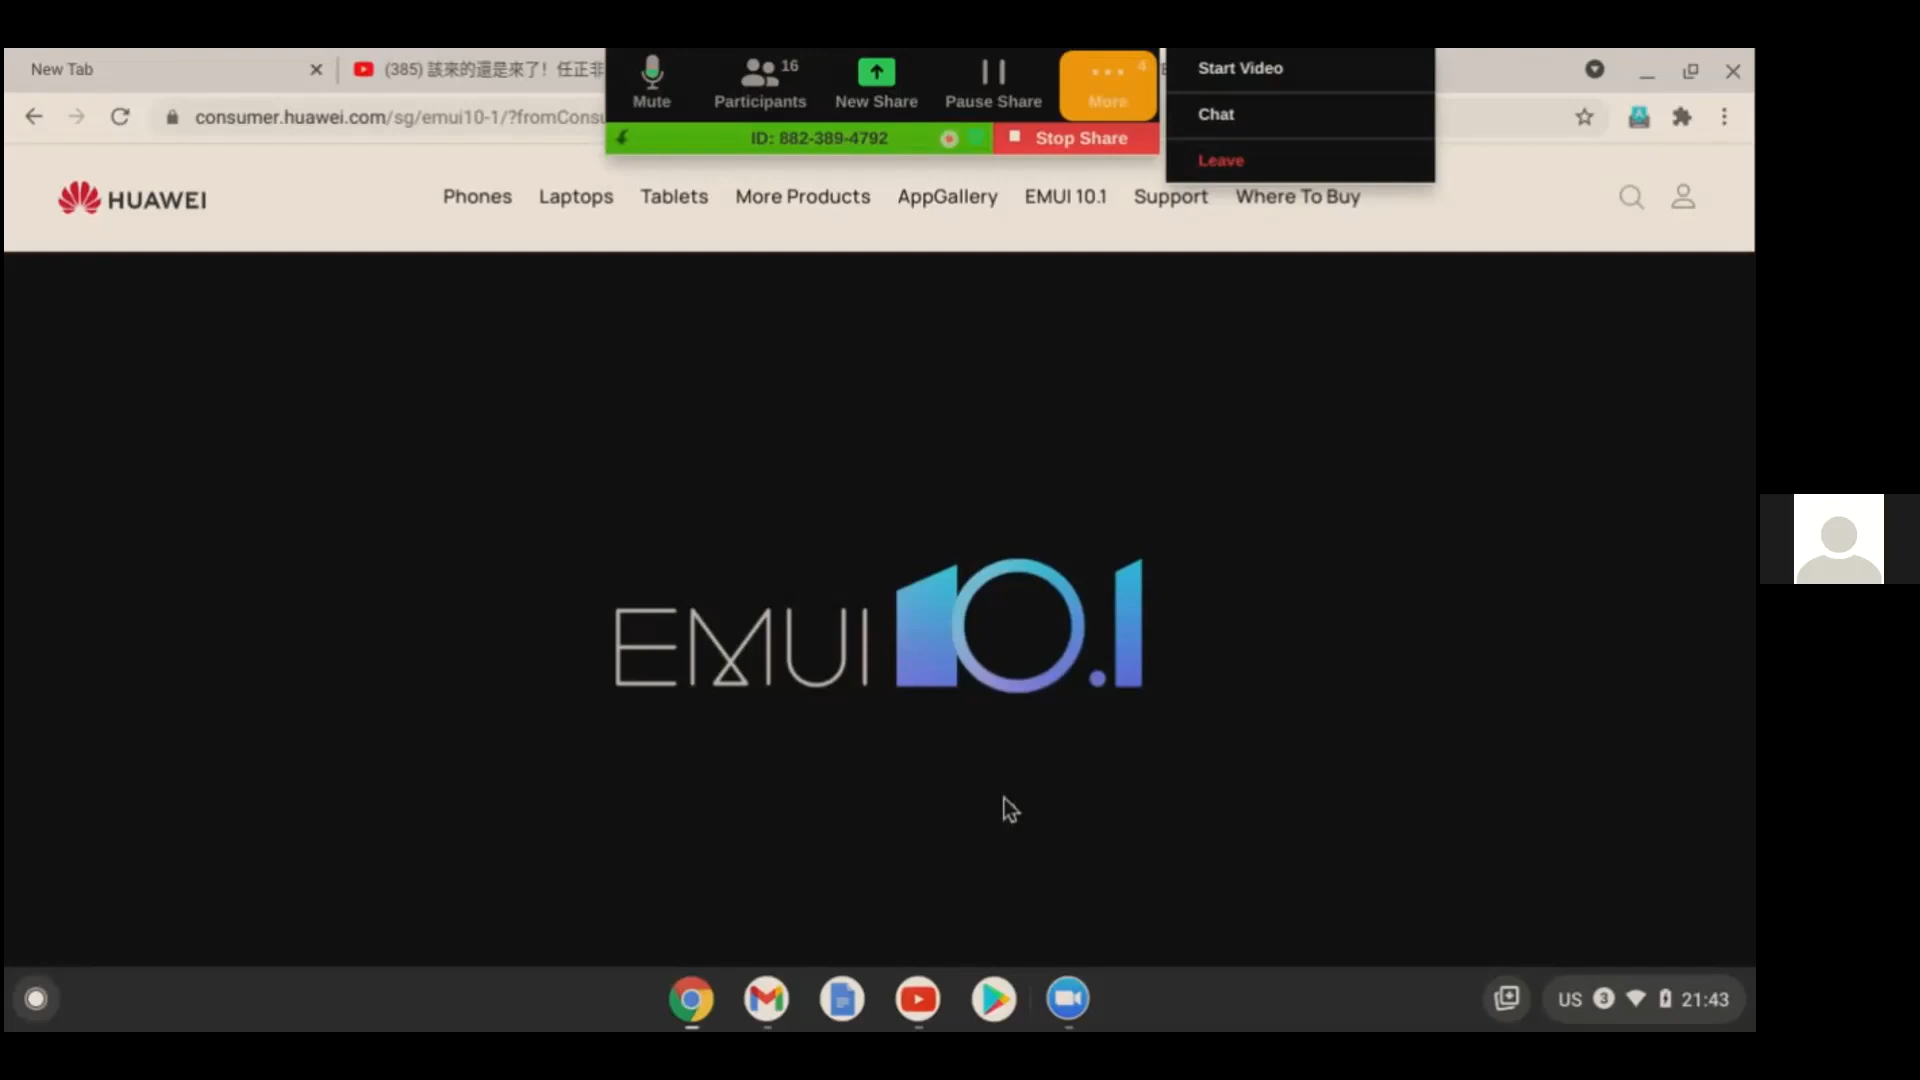 New Tab
(385) 該來的還是來了！任正非
Mute
Participants
16
New Share
Pause Share
More
4
Start Video
Chat
Leave
ID: 882-389-4792
Stop Share
consumer.huawei.com/sg/emui10-1/?fromConsu
HUAWEI
Phones
Laptops
Tablets
More Products
AppGallery
EMUI 10.1
Support
Where To Buy
EMUI 10.1
US
3
21:43